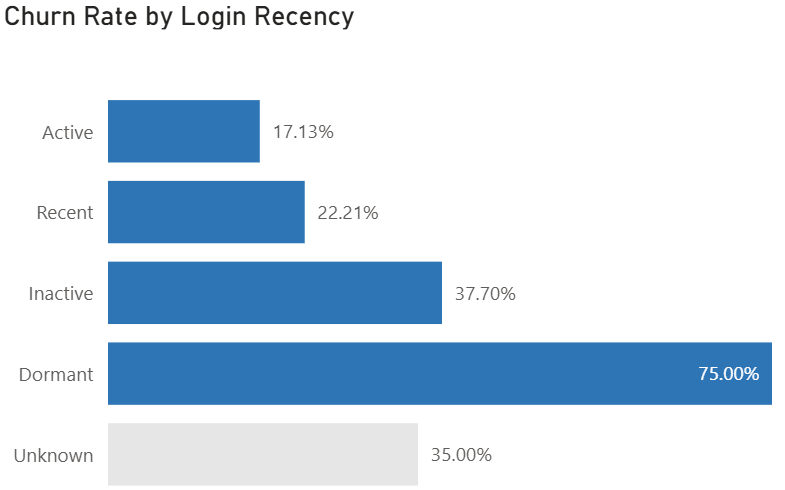 Churn Rate by Login Recency
Active 17.13%
Recent 22.21%
Inactive 37.70%
Dormant 75.00%
Unknown 35.00%